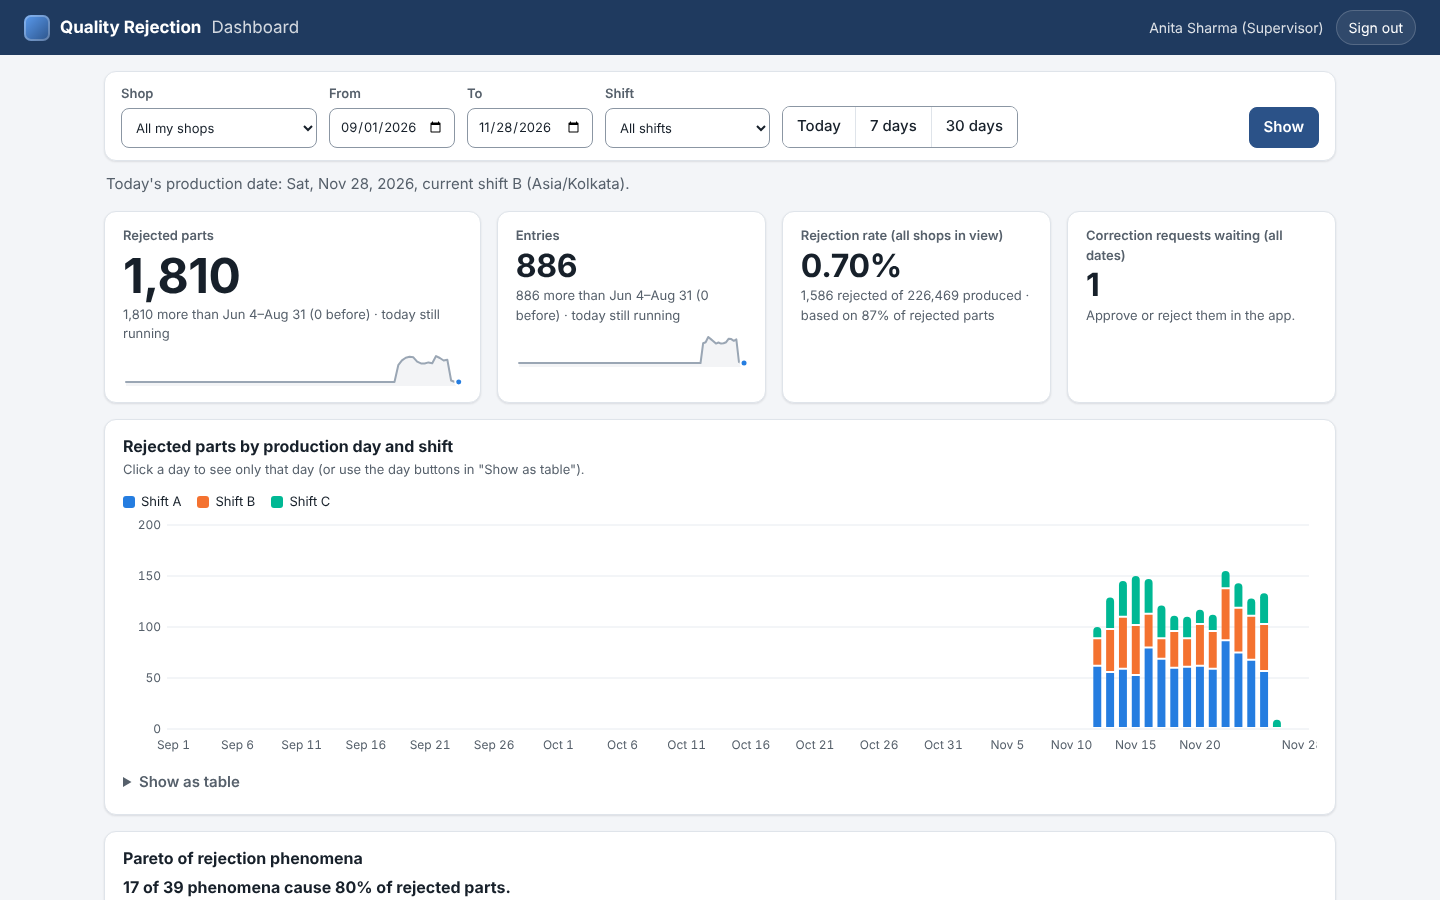 Quality Rejection Dashboard
Anita Sharma (Supervisor)
Sign out
Shop
From
To
Shift
All my shops
09/01/2026
11/28/2026
All shifts
Today
7 days
30 days
Show
Today's production date: Sat, Nov 28, 2026, current shift B (Asia/Kolkata).
Rejected parts
1,810
1,810 more than Jun 4–Aug 31 (0 before) · today still
running
Entries
886
886 more than Jun 4–Aug 31 (0
before) · today still running
Rejection rate (all shops in view)
0.70%
1,586 rejected of 226,469 produced ·
based on 87% of rejected parts
Correction requests waiting (all
dates)
1
Approve or reject them in the app.
Rejected parts by production day and shift
Click a day to see only that day (or use the day buttons in "Show as table").
Shift A
Shift B
Shift C
200
150
100
50
0
Sep 1
Sep 6
Sep 11
Sep 16
Sep 21
Sep 26
Oct 1
Oct 6
Oct 11
Oct 16
Oct 21
Oct 26
Oct 31
Nov 5
Nov 10
Nov 15
Nov 20
Nov
Show as table
Pareto of rejection phenomena
17 of 39 phenomena cause 80% of rejected parts.